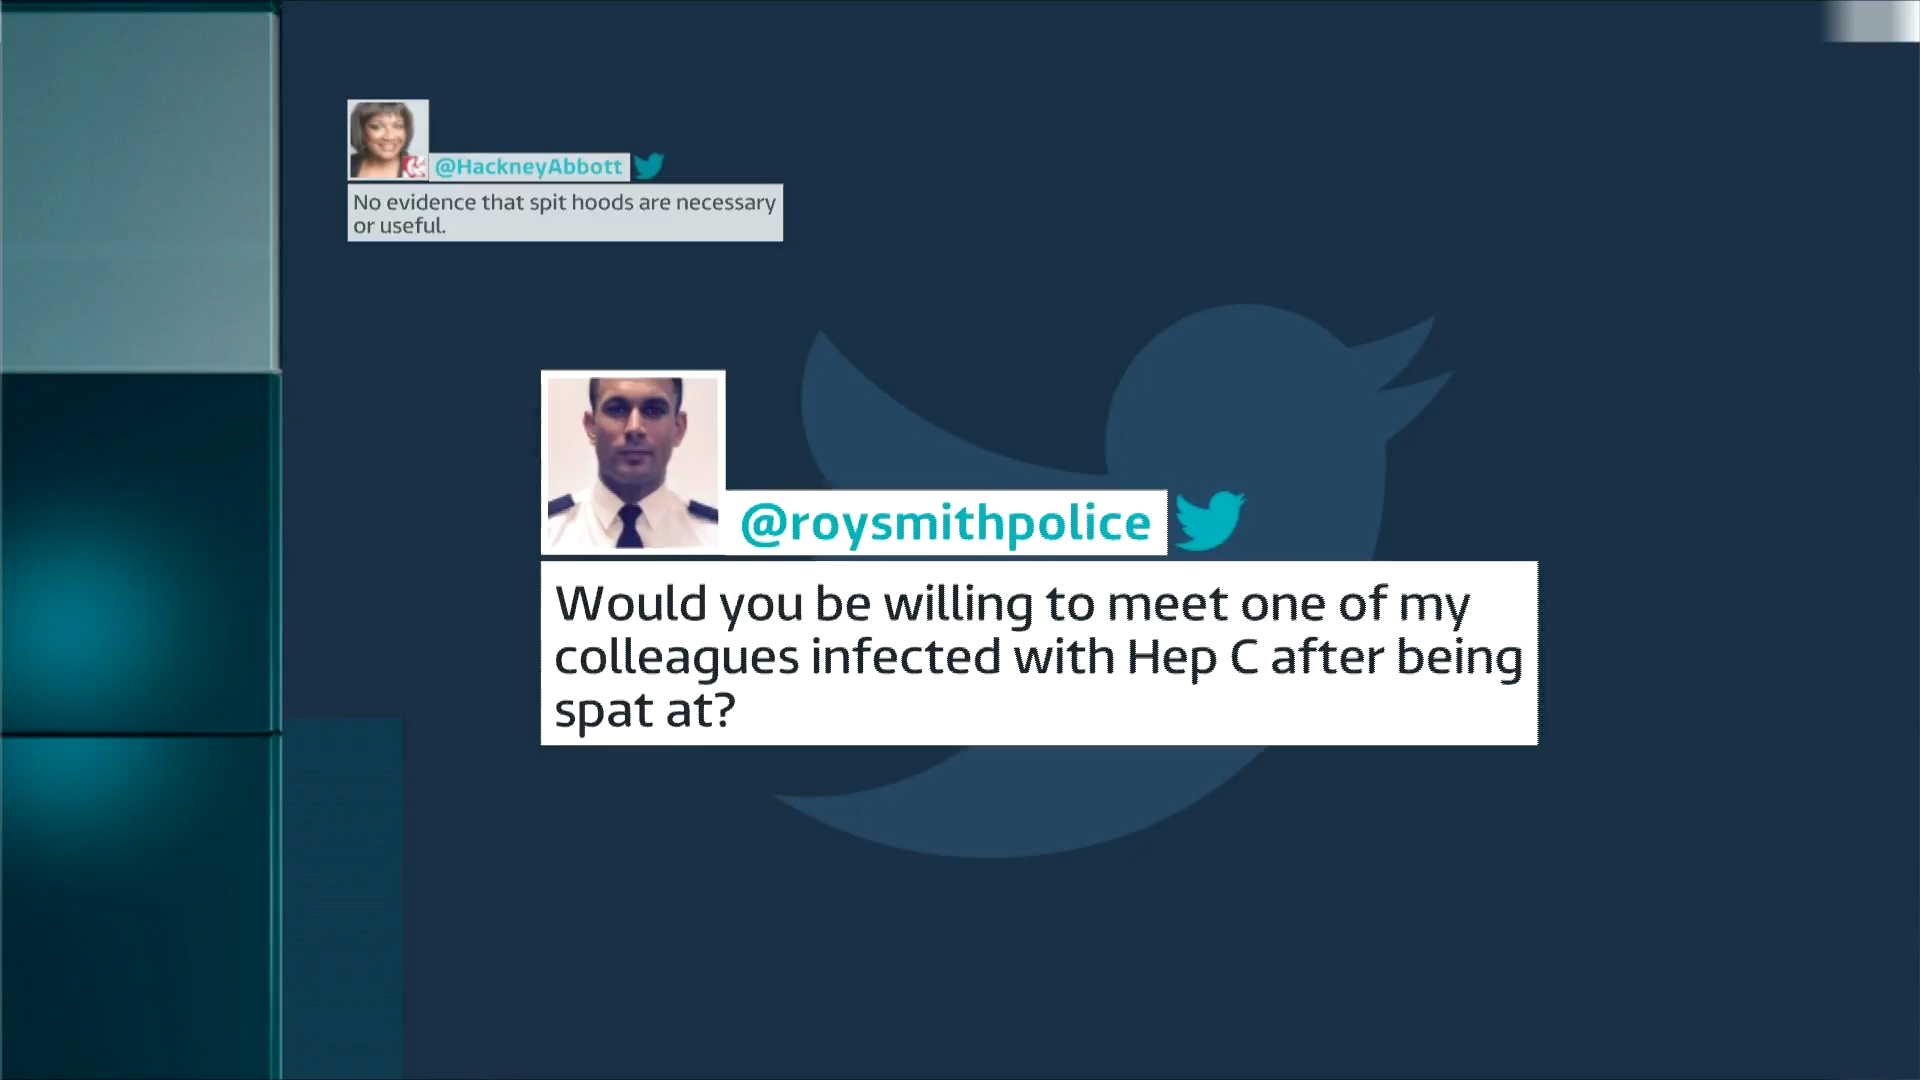 @HackneyAbbott
No evidence that spit hoods are necessary
or useful.
@roysmithpolice
Would you be willing to meet one of my
colleagues infected with Hep C after being
spat at?